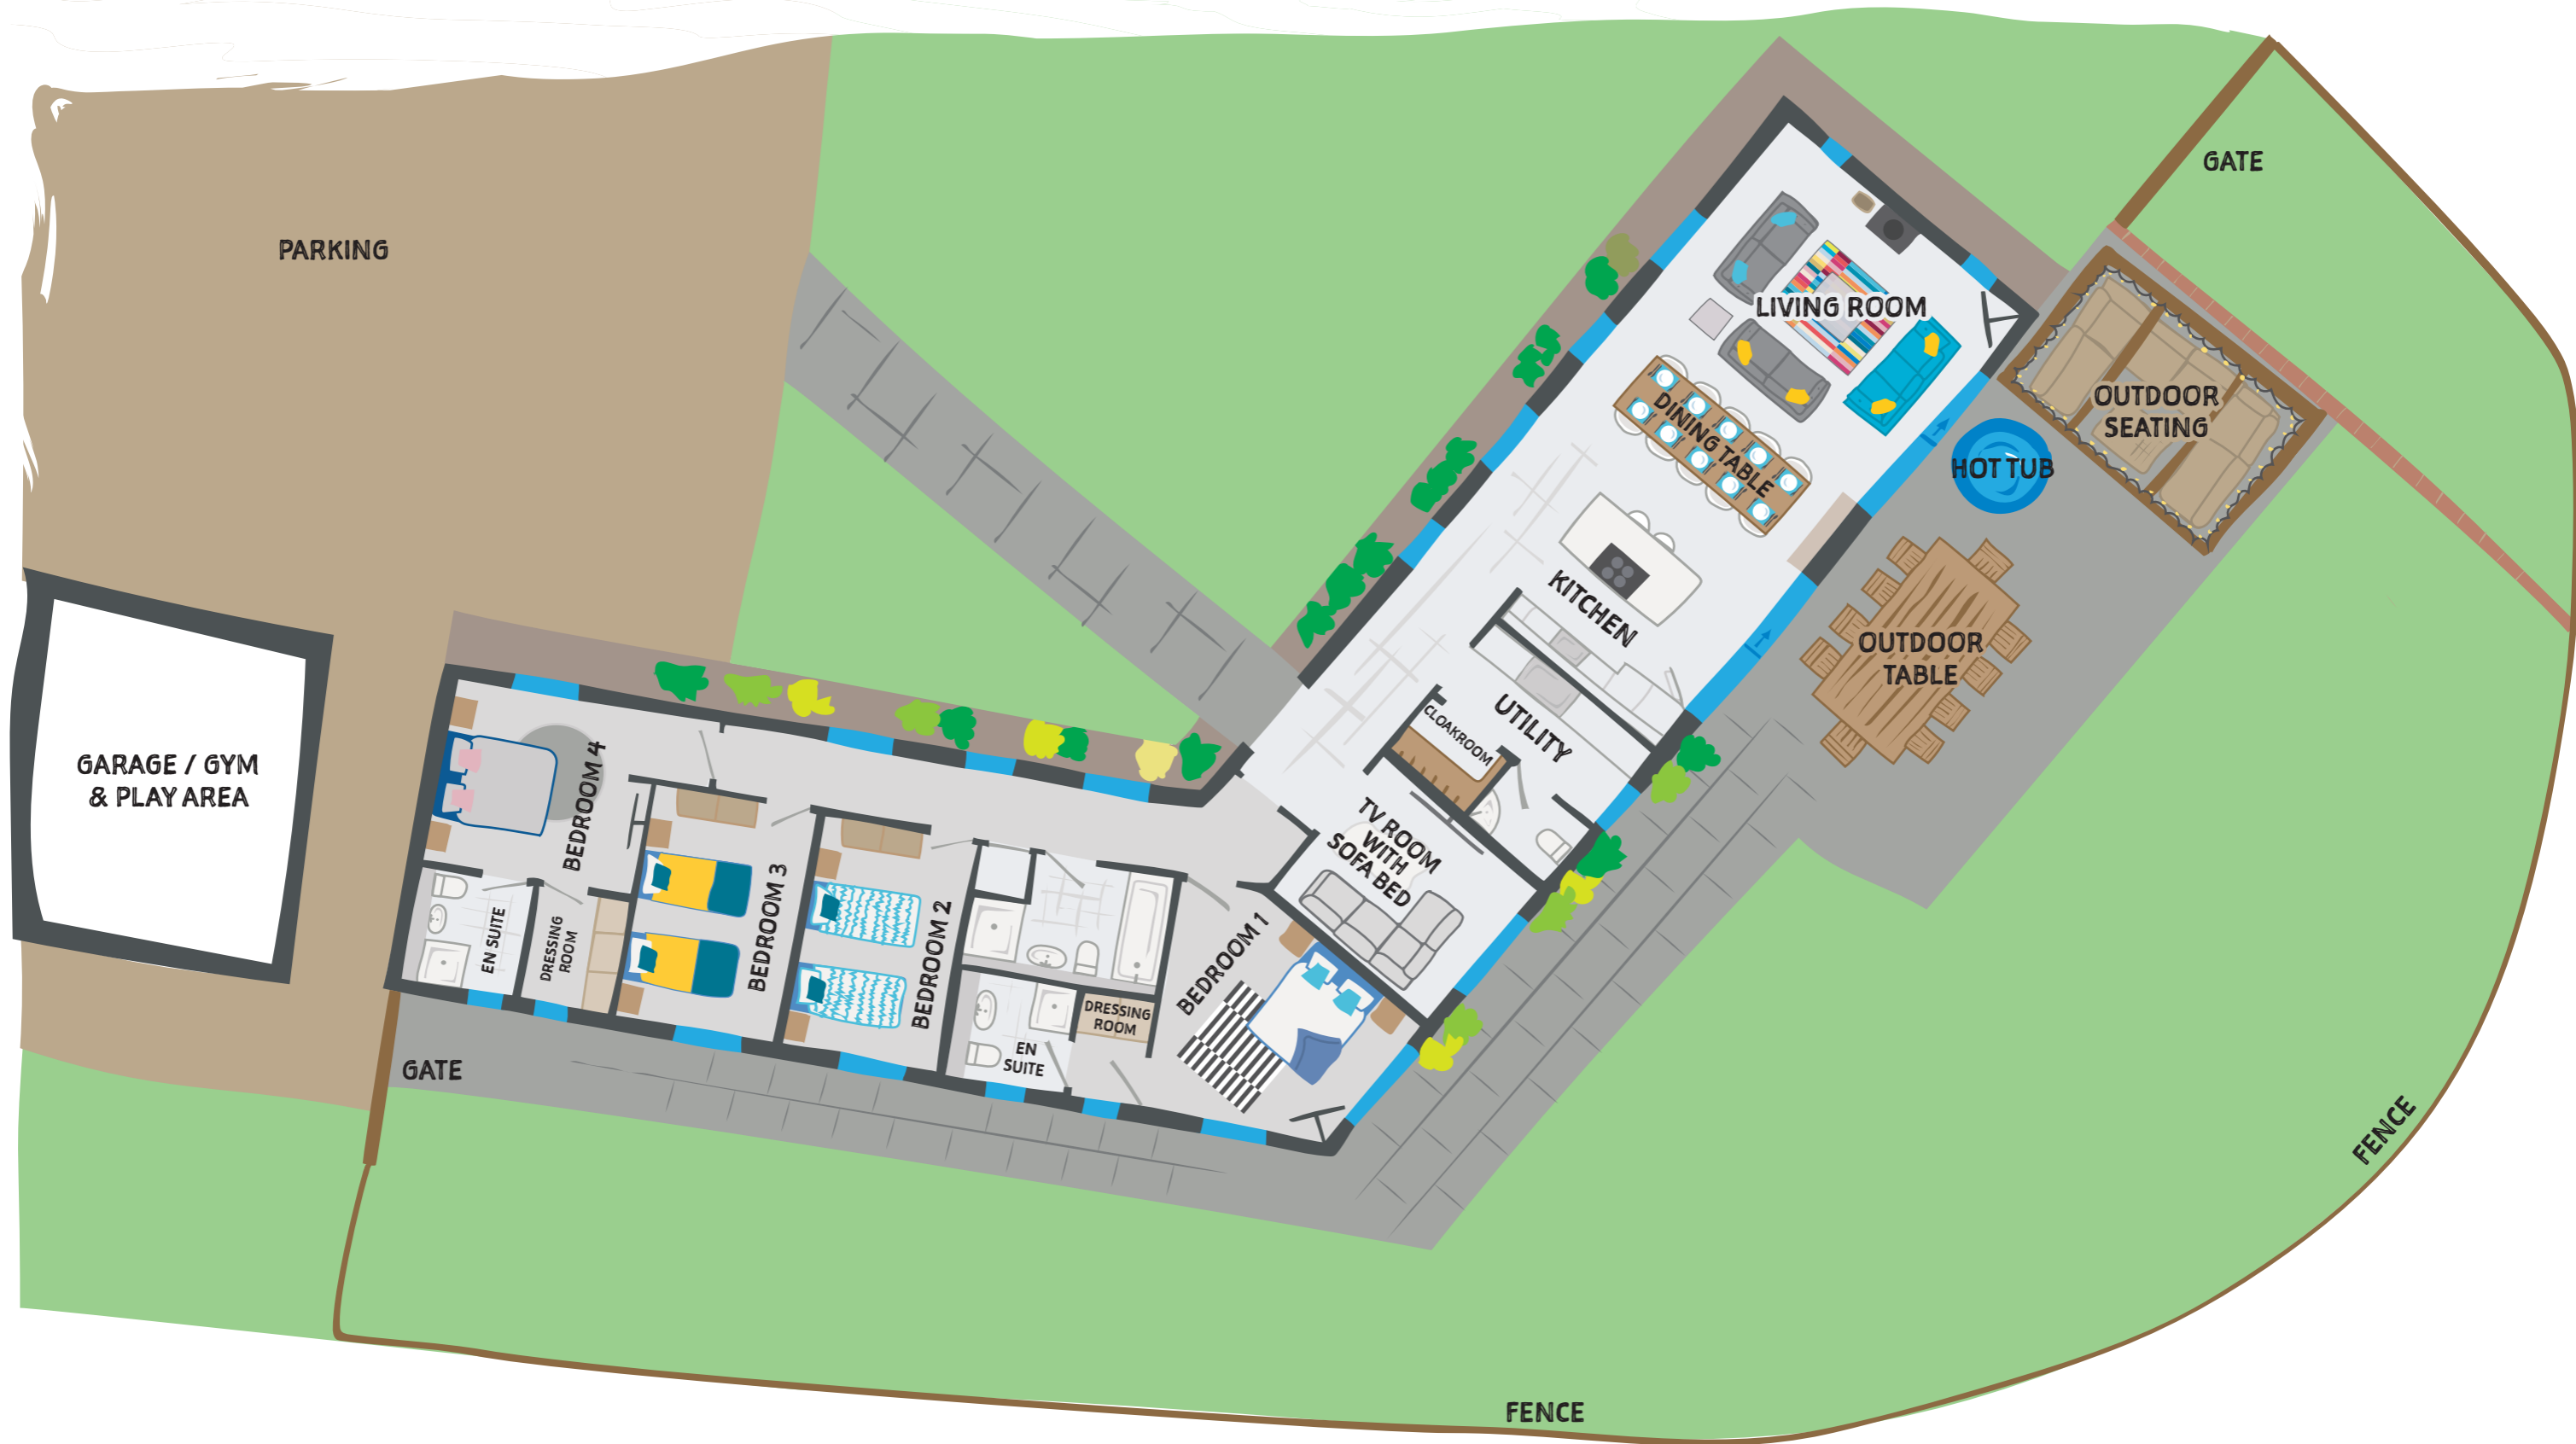 GATE
PARKING
LIVING ROOM
OUTDOOR
SEATING
DINING TABLE
HOT TUB
KITCHEN
OUTDOOR
TABLE
CLOAKROOM
UTILITY
GARAGE / GYM
& PLAY AREA
BEDROOM 4
TV ROOM
WITH
SOFA BED
BEDROOM 3
BEDROOM 2
BEDROOM 1
EN SUITE
DRESSING
ROOM
DRESSING
ROOM
EN
SUITE
GATE
FENCE
FENCE